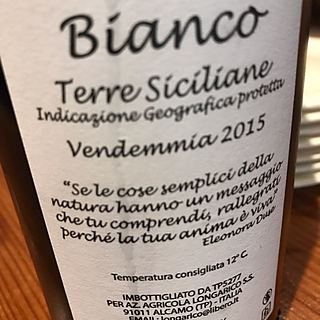 Bianco
Terre Siciliane
Indicazione Geografica protetta
Vendemmia 2015
"Se le cose semplici della
natura hanno un messaggio
che tu comprendi, rallegrati
perché la tua anima è viva"
Eleonora Duse
Temperatura consigliata 12° C.
IMBOTTIGLIATO DA TP5277
PER AZ. AGRICOLA LONGARICO S.S.
91011 ALCAMO (TP) - ITALIA
EMAIL: longarico@libero.it